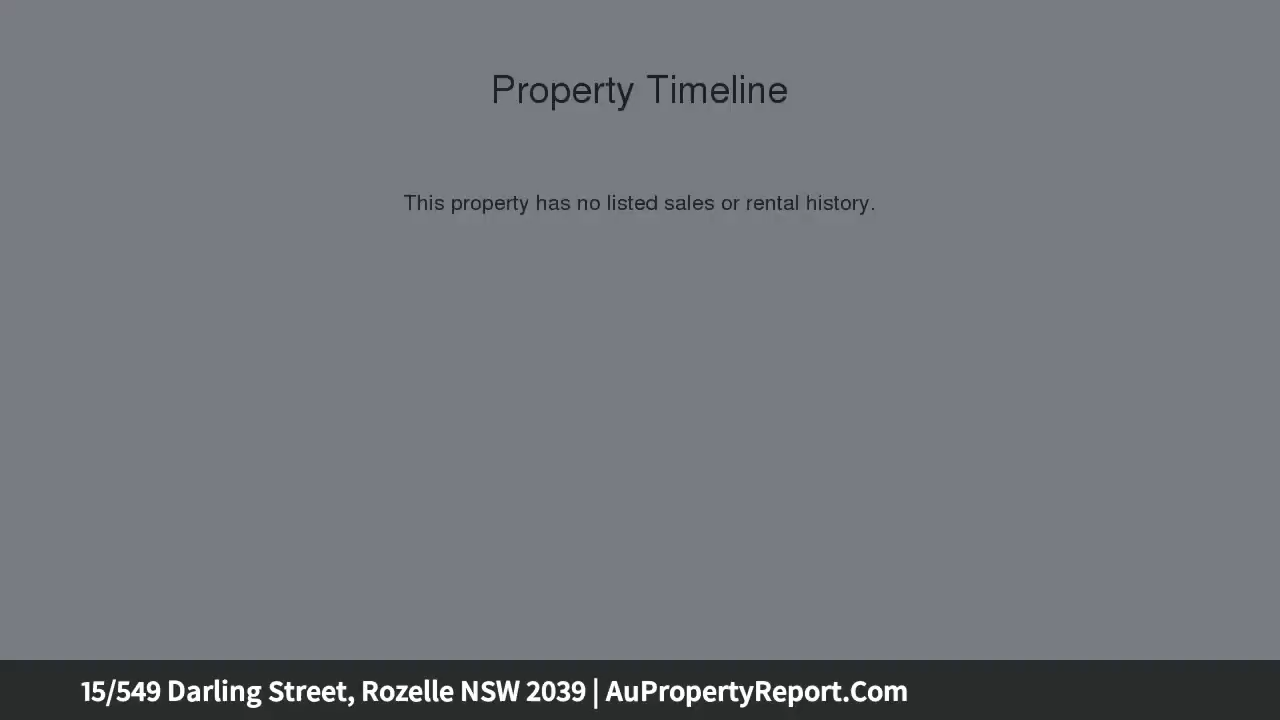 Property Timeline
This property has no listed sales or rental history.
15/549 Darling Street, Rozelle NSW 2039 | AuPropertyReport.Com